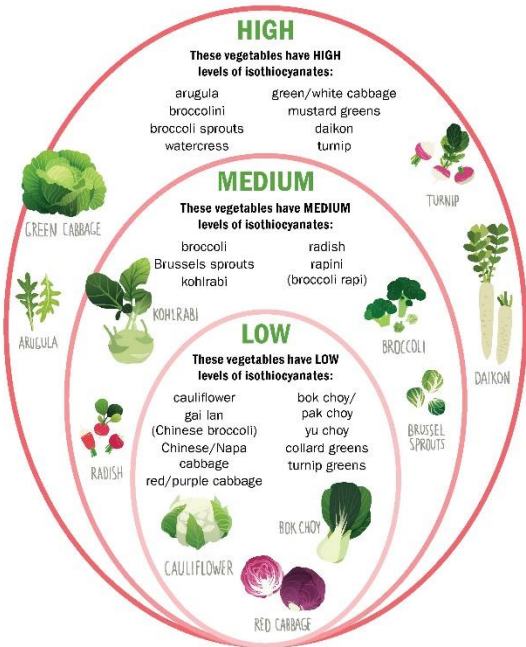 HIGH
These vegetables have HIGH
levels of isothiocyanates:
arugula
broccolini
broccoli sprouts
watercress
green/white cabbage
mustard greens
daikon
turnip
GREEN CABBAGE
TURNIP
MEDIUM
These vegetables have MEDIUM
levels of isothiocyanates:
broccoli
Brussels sprouts
kohlrabi
radish
rapini
(broccoli rapi)
ARUGULA
KOHLRABI
BROCCOLI
DAIKON
LOW
These vegetables have LOW
levels of isothiocyanates:
cauliflower
gai lan
(Chinese broccoli)
Chinese/Napa
cabbage
red/purple cabbage
bok choy/
pak choy
yu choy
collard greens
turnip greens
RADISH
BRUSSEL
SPROUTS
CAULIFLOWER
BOK CHOY
RED CABBAGE